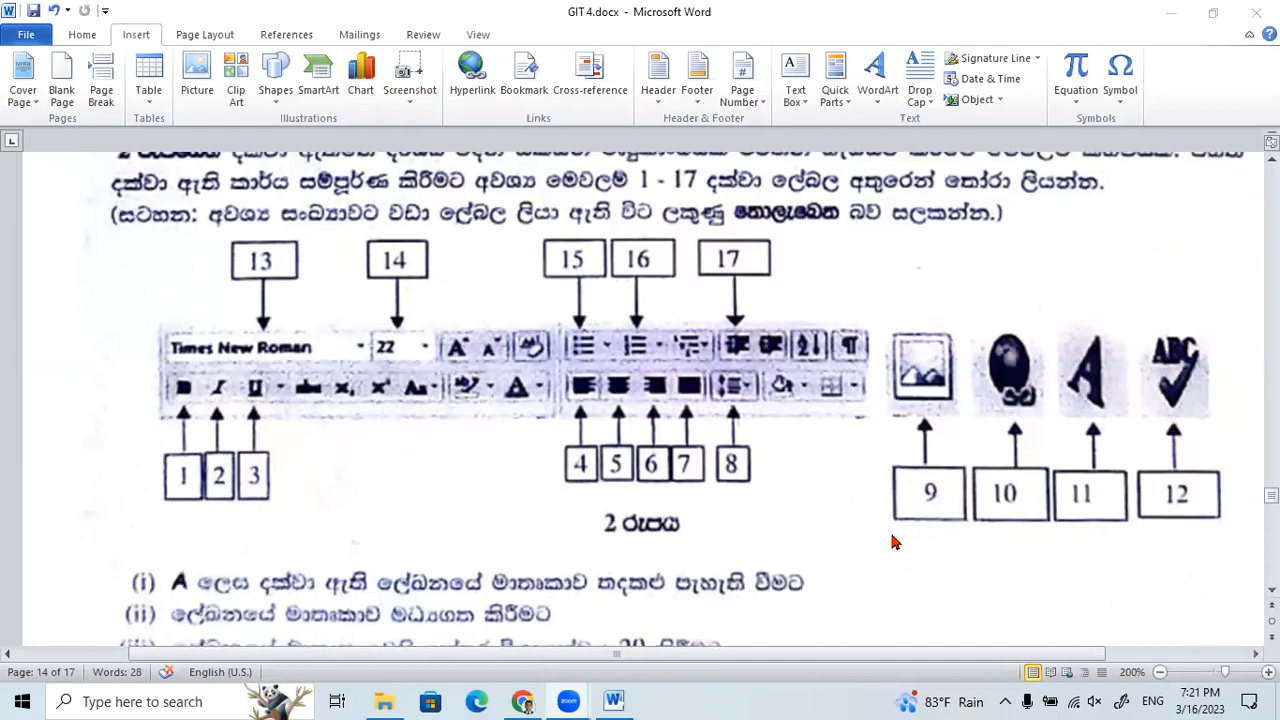 GIT 4.docx - Microsoft Word
File Home Insert Page Layout References Mailings Review View
Cover Page Blank Page Page Break Table Picture Clip Art Shapes SmartArt Chart Screenshot Hyperlink Bookmark Cross-reference Header Footer Page Number Text Box Quick Parts WordArt Drop Cap Signature Line Date & Time Object Equation Symbol
Pages Tables Illustrations Links Header & Footer Text Symbols
දක්වා ඇති කාර්ය සම්පූර්ණ කිරීමට අවශ්‍ය මෙවලම් 1 - 17 දක්වා ලේබල අතුරෙන් තෝරා ලියන්න.
(සටහන: අවශ්‍ය සංඛ්‍යාවට වඩා ලේබල ලියා ඇති විට ලකුණු නොලැබෙන බව සලකන්න.)
13 14 15 16 17
Times New Roman 22
ABC
1 2 3 4 5 6 7 8 9 10 11 12
2 රූපය
(i) A ලෙස දක්වා ඇති ලේඛනයේ මාතෘකාව තදකළු පැහැති වීමට
(ii) ලේඛනයේ මාතෘකාව මධ්‍යගත කිරීමට
Page: 14 of 17 Words: 28 English (U.S.) 200%
Type here to search 83°F Rain ENG 7:21 PM
3/16/2023